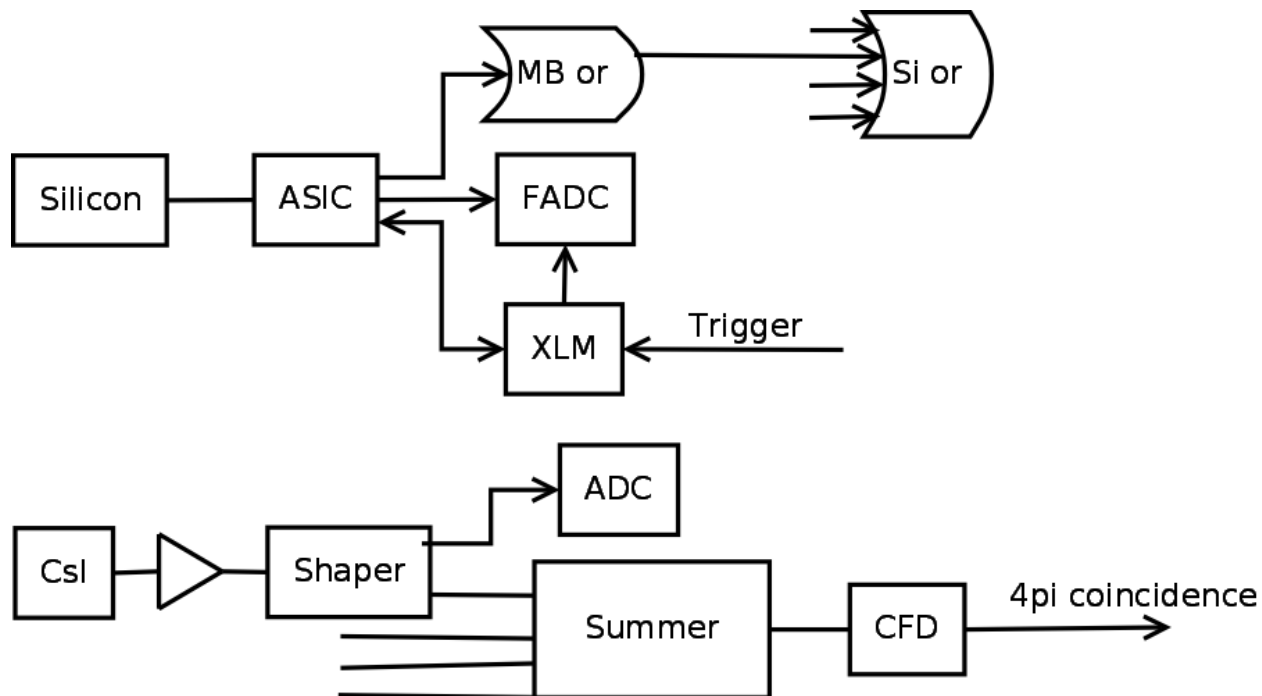 MB or
Si or
Silicon
ASIC
FADC
XLM
Trigger
ADC
CsI
Shaper
Summer
CFD
4pi coincidence